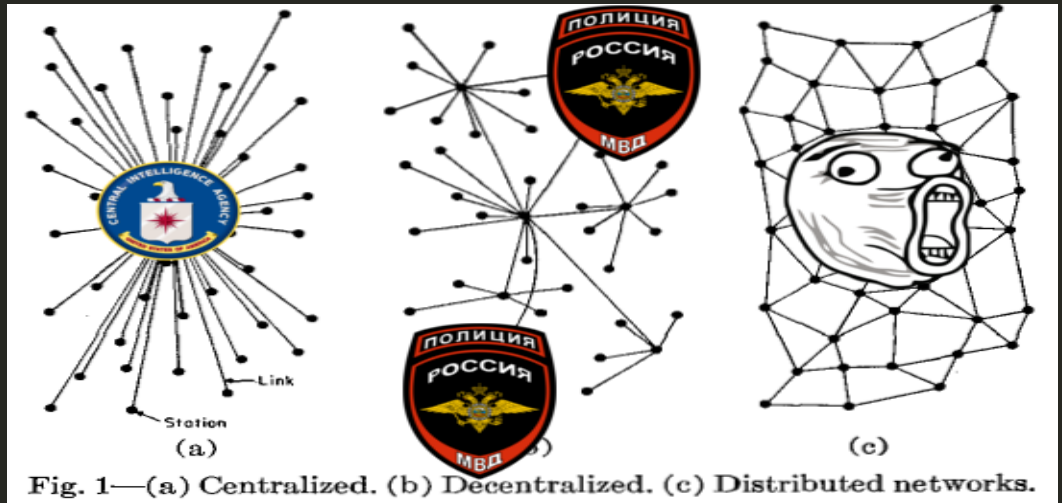 ПОЛИЦИЯ
РОССИЯ
МВД
CENTRAL INTELLIGENCE AGENCY
UNITED STATES OF AMERICA
ПОЛИЦИЯ
РОССИЯ
МВД
Link
Station
(a)
(c)
Fig. 1—(a) Centralized. (b) Decentralized. (c) Distributed networks.